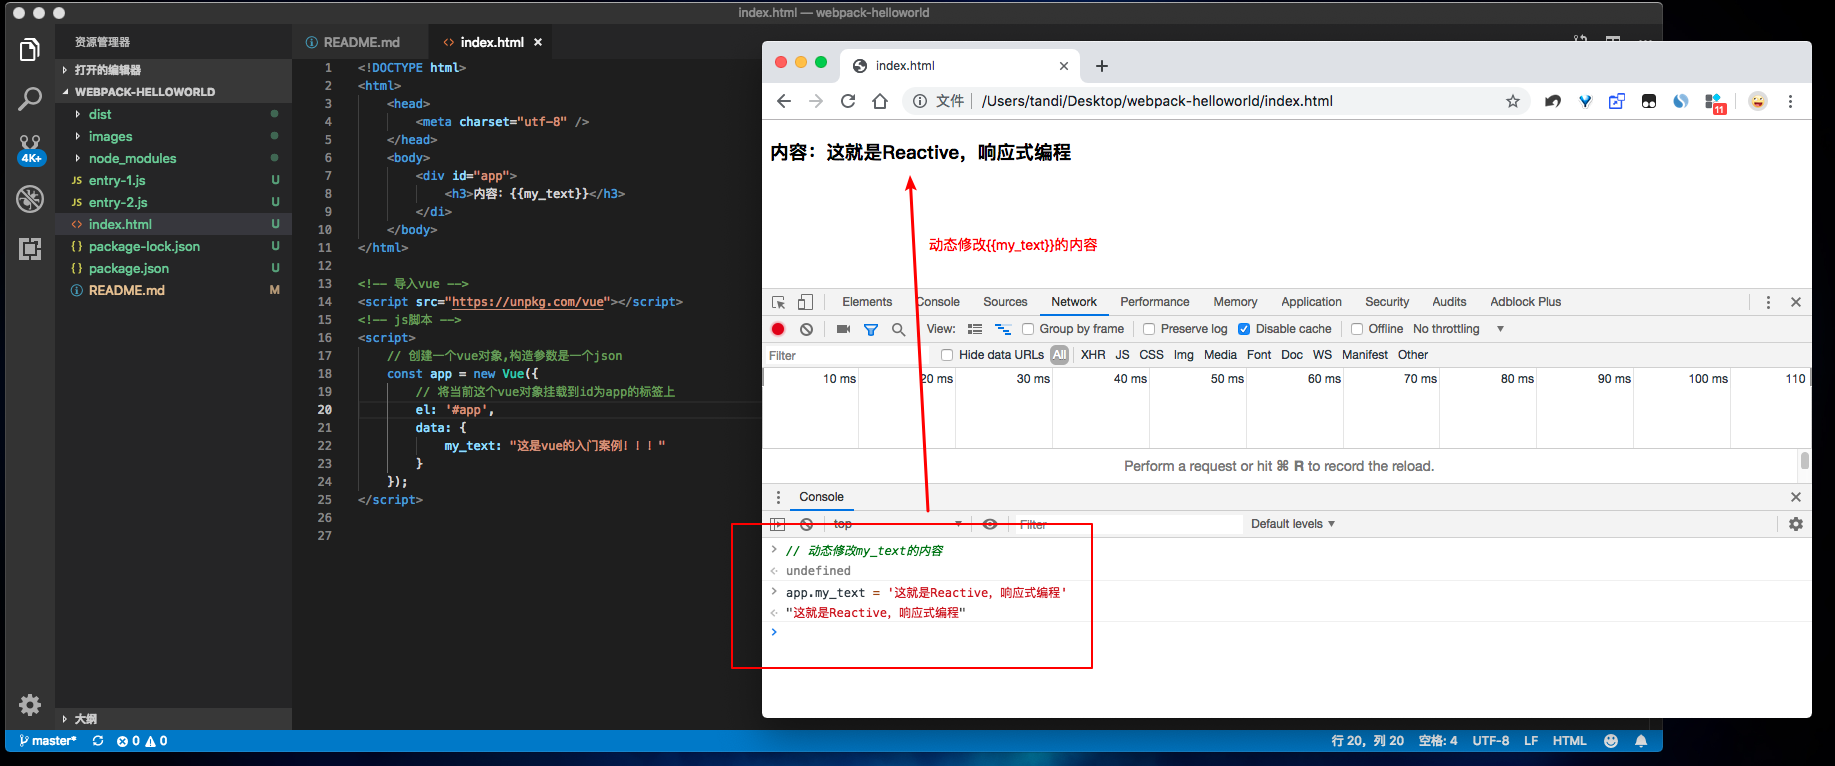 index.html — webpack-helloworld
资源管理器
打开的编辑器
WEBPACK-HELLOWORLD
dist
images
node_modules
JS entry-1.js U
JS entry-2.js U
<> index.html U
{} package-lock.json U
{} package.json U
README.md M
大纲
4K+
README.md
<> index.html ×
1 <!DOCTYPE html>
2 <html>
3 <head>
4 <meta charset="utf-8" />
5 </head>
6 <body>
7 <div id="app">
8 <h3>内容: {{my_text}}</h3>
9 </di>
10 </body>
11 </html>
12
13 <!-- 导入vue -->
14 <script src="https://unpkg.com/vue"></script>
15 <!-- js脚本 -->
16 <script>
17 // 创建一个vue对象,构造参数是一个json
18 const app = new Vue({
19 // 将当前这个vue对象挂载到id为app的标签上
20 el: '#app',
21 data: {
22 my_text: "这是vue的入门案例!!!"
23 }
24 });
25 </script>
26
27
master* 0 0
行 20，列 20 空格: 4 UTF-8 LF HTML
index.html
文件 /Users/tandi/Desktop/webpack-helloworld/index.html
11
内容：这就是Reactive，响应式编程
动态修改{{my_text}}的内容
Elements Console Sources Network Performance Memory Application Security Audits Adblock Plus
View: Group by frame Preserve log Disable cache Offline No throttling
Filter Hide data URLs All XHR JS CSS Img Media Font Doc WS Manifest Other
10 ms 20 ms 30 ms 40 ms 50 ms 60 ms 70 ms 80 ms 90 ms 100 ms 110
Perform a request or hit ⌘ R to record the reload.
Console
top Filter Default levels
> // 动态修改my_text的内容
undefined
> app.my_text = '这就是Reactive，响应式编程'
"这就是Reactive，响应式编程"
>